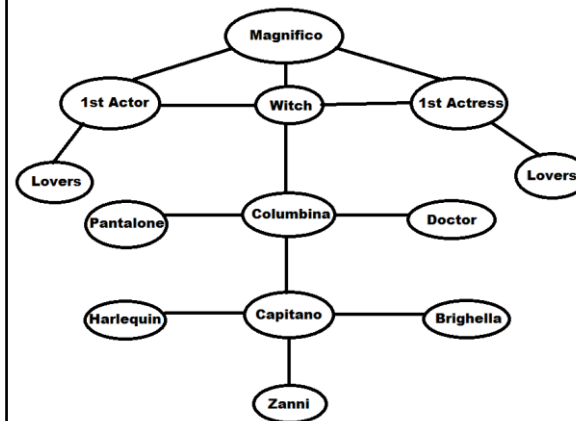 Magnifico
1st Actor
Witch
1st Actress
Lovers
Lovers
Pantalone
Columbina
Doctor
Harlequin
Capitano
Brighella
Zanni